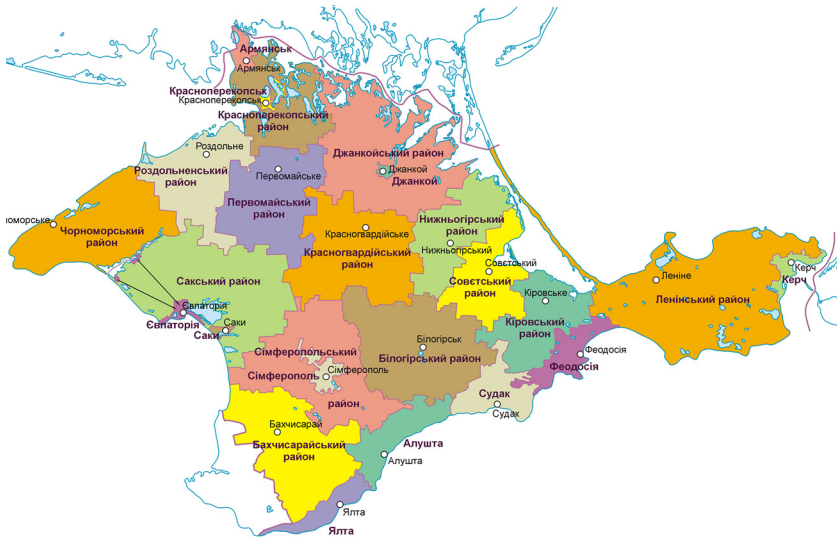 Армянськ
Армянськ
Красноперекопськ
Красноперекопськ
Красноперекопський
район
Роздольне
Роздольненський
район
Джанкойський район
Джанкой
Джанкой
Первомайське
Первомайський
район
номорське
Чорноморський
район
Красногвардійське
Красногвардійський
район
Нижньогірський
район
Нижньогірський
Совєтський
Совєтський
район
Сакський район
Євпаторія
Євпаторія
Саки
Саки
Кіровське
Кіровський
район
Леніне
Ленінський район
Керч
Керч
Сімферопольський
Сімферополь
Сімферополь
район
Білогірськ
Білогірський район
Феодосія
Феодосія
Судак
Судак
Бахчисарай
Бахчисарайський
район
Алушта
Алушта
Ялта
Ялта